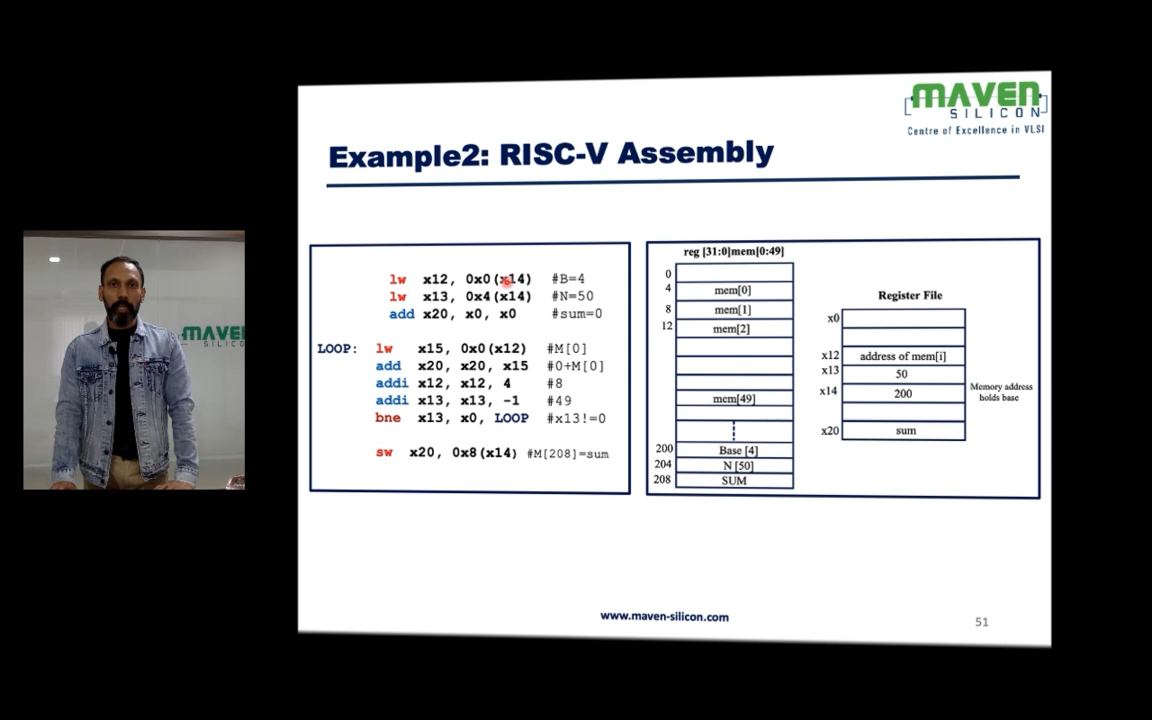 MAVEN
SILICON
Centre of Excellence in VLSI
Example2: RISC-V Assembly
lw x12, 0x0(x14) #B=4
lw x13, 0x4(x14) #N=50
add x20, x0, x0 #sum=0
LOOP: lw x15, 0x0(x12) #M[0]
add x20, x20, x15 #0+M[0]
addi x12, x12, 4 #8
addi x13, x13, -1 #49
bne x13, x0, LOOP #x13!=0
sw x20, 0x8(x14) #M[208]=sum
reg [31:0]mem[0:49]
0
4 mem[0]
8 mem[1]
12 mem[2]
mem[49]
200 Base [4]
204 N [50]
208 SUM
Register File
x0
x12 address of mem[i]
x13 50
x14 200
x20 sum
Memory address
holds base
MAVE
SILIC
www.maven-silicon.com
51